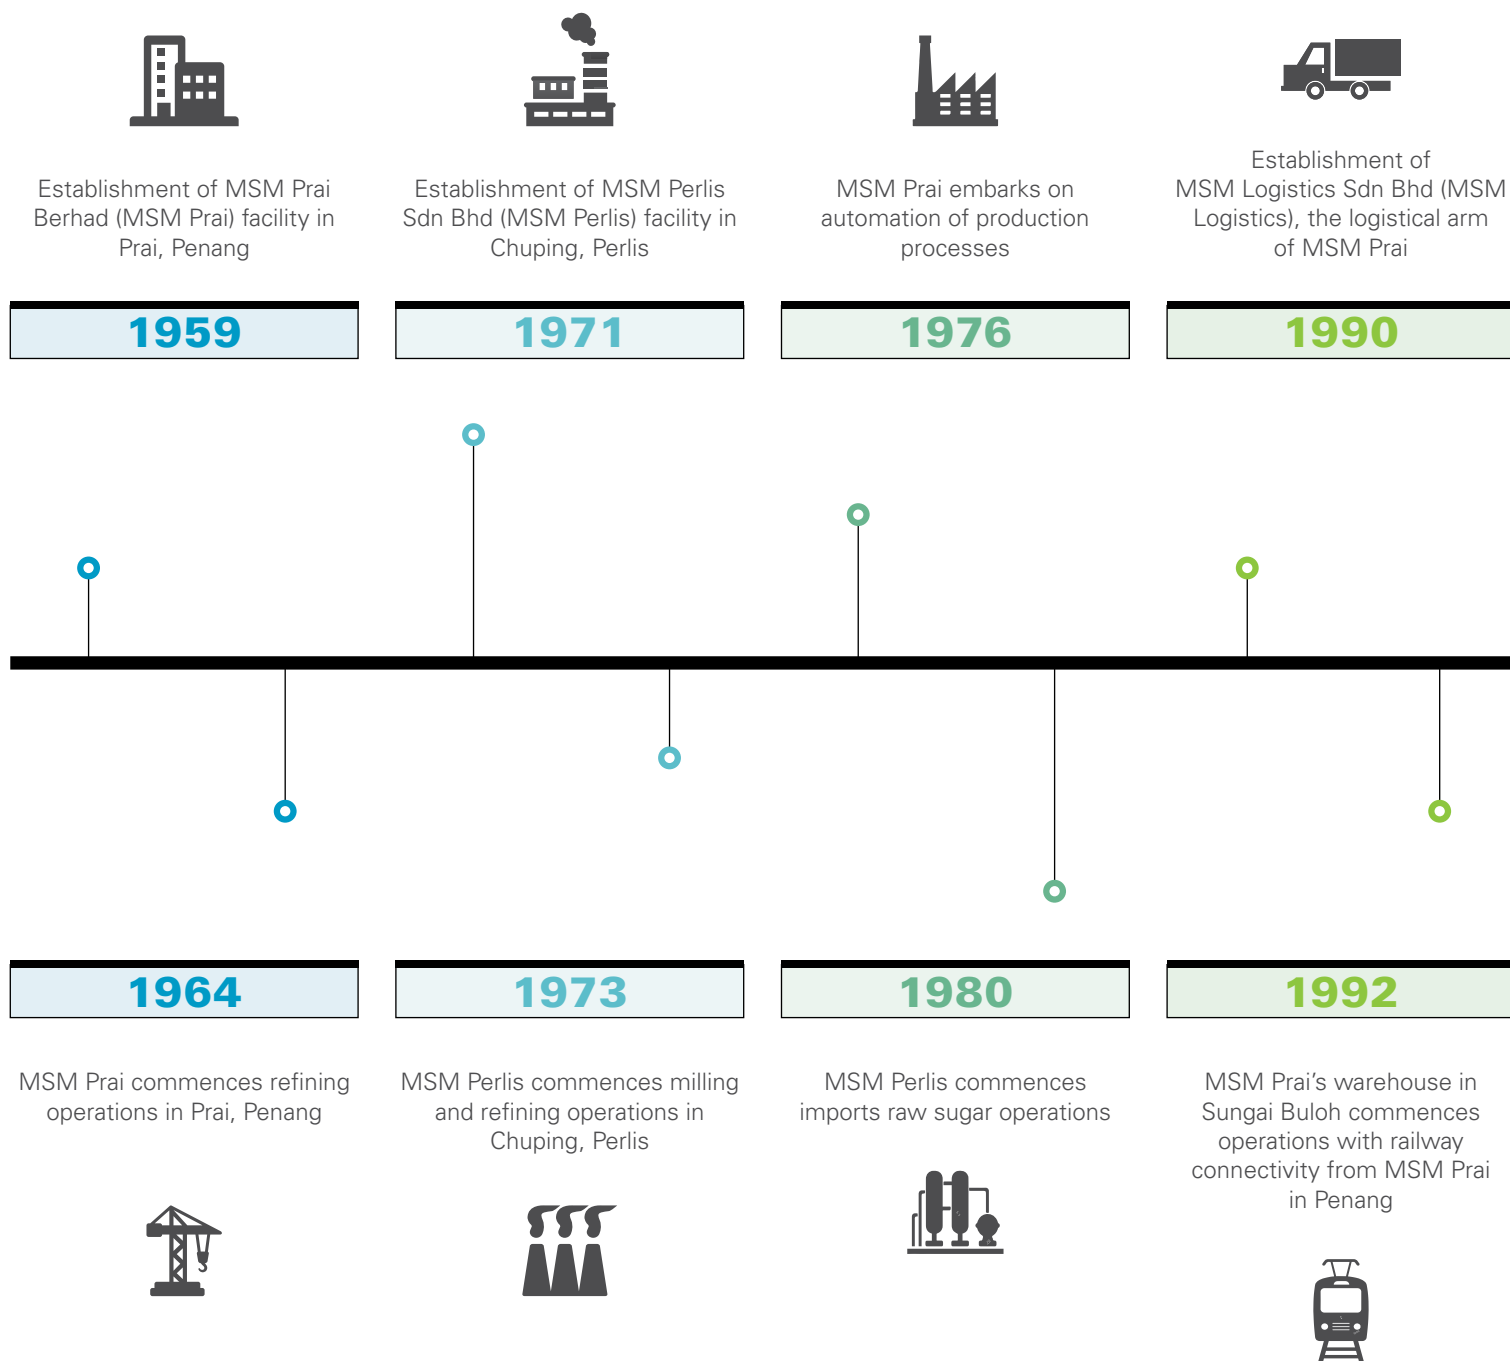 Establishment of MSM Prai
Berhad (MSM Prai) facility in
Prai, Penang
Establishment of MSM Perlis
Sdn Bhd (MSM Perlis) facility in
Chuping, Perlis
MSM Prai embarks on
automation of production
processes
Establishment of
MSM Logistics Sdn Bhd (MSM
Logistics), the logistical arm
of MSM Prai
1959
1971
1976
1990
1964
1973
1980
1992
MSM Prai commences refining
operations in Prai, Penang
MSM Perlis commences milling
and refining operations in
Chuping, Perlis
MSM Perlis commences
imports raw sugar operations
MSM Prai’s warehouse in
Sungai Buloh commences
operations with railway
connectivity from MSM Prai
in Penang